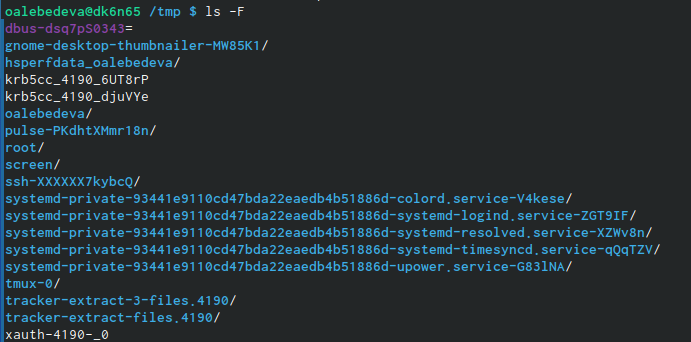 oalebedeva@dk6n65 /tmp $ ls -F
dbus-dsq7pS0343=
gnome-desktop-thumbnailer-MW85K1/
hsperfdata_oalebedeva/
krb5cc_4190_6UT8rP
krb5cc_4190_djuVYe
oalebedeva/
pulse-PKdhtXMmr18n/
root/
screen/
ssh-XXXXXX7kybcQ/
systemd-private-93441e9110cd47bda22eaedb4b51886d-colord.service-V4kese/
systemd-private-93441e9110cd47bda22eaedb4b51886d-systemd-logind.service-ZGT9IF/
systemd-private-93441e9110cd47bda22eaedb4b51886d-systemd-resolved.service-XZWv8n/
systemd-private-93441e9110cd47bda22eaedb4b51886d-systemd-timesyncd.service-qQqTZV/
systemd-private-93441e9110cd47bda22eaedb4b51886d-upower.service-G83lNA/
tmux-0/
tracker-extract-3-files.4190/
tracker-extract-files.4190/
xauth-4190-_0